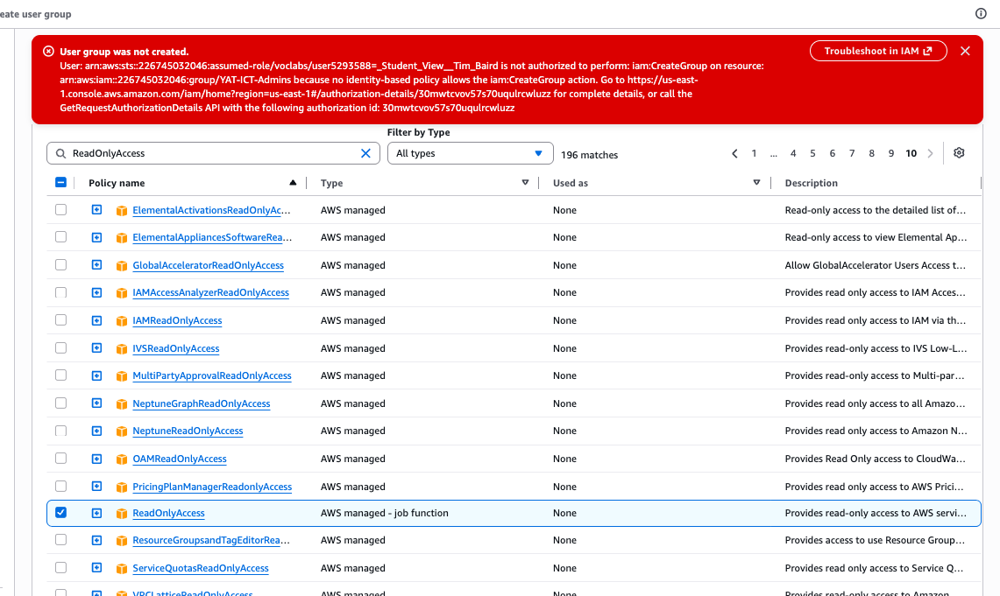 eate user group
User group was not created.
Troubleshoot in IAM
User: arn:aws:sts::226745032046:assumed-role/voclabs/user5293588=_Student_View__Tim_Baird is not authorized to perform: iam:CreateGroup on resource:
arn:aws:iam::226745032046:group/YAT-ICT-Admins because no identity-based policy allows the iam:CreateGroup action. Go to https://us-east-
1.console.aws.amazon.com/iam/home?region=us-east-1#/authorization-details/30mwtcvov57s70uqulrcwluzz for complete details, or call the
GetRequestAuthorizationDetails API with the following authorization id: 30mwtcvov57s70uqulrcwluzz
Filter by Type
ReadOnlyAccess All types 196 matches 1 ... 4 5 6 7 8 9 10
Policy name Type Used as Description
ElementalActivationsReadOnlyAc... AWS managed None Read-only access to the detailed list of...
ElementalAppliancesSoftwareRea... AWS managed None Read-only access to view Elemental Ap...
GlobalAcceleratorReadOnlyAccess AWS managed None Allow GlobalAccelerator Users Access t...
IAMAccessAnalyzerReadOnlyAccess AWS managed None Provides read only access to IAM Acces...
IAMReadOnlyAccess AWS managed None Provides read only access to IAM via th...
IVSReadOnlyAccess AWS managed None Provides read-only access to IVS Low-L...
MultiPartyApprovalReadOnlyAccess AWS managed None Provides read-only access to Multi-par...
NeptuneGraphReadOnlyAccess AWS managed None Provides read only access to all Amazo...
NeptuneReadOnlyAccess AWS managed None Provides read only access to Amazon N...
OAMReadOnlyAccess AWS managed None Provides Read Only access to CloudWa...
PricingPlanManagerReadonlyAccess AWS managed None Provides read only access to AWS Prici...
ReadOnlyAccess AWS managed - job function None Provides read-only access to AWS servi...
ResourceGroupsandTagEditorRea... AWS managed None Provides access to use Resource Group...
ServiceQuotasReadOnlyAccess AWS managed None Provides read only access to Service Q...
VPCLatticeReadOnlyAccess AWS managed None Provides read-only access to Amazon